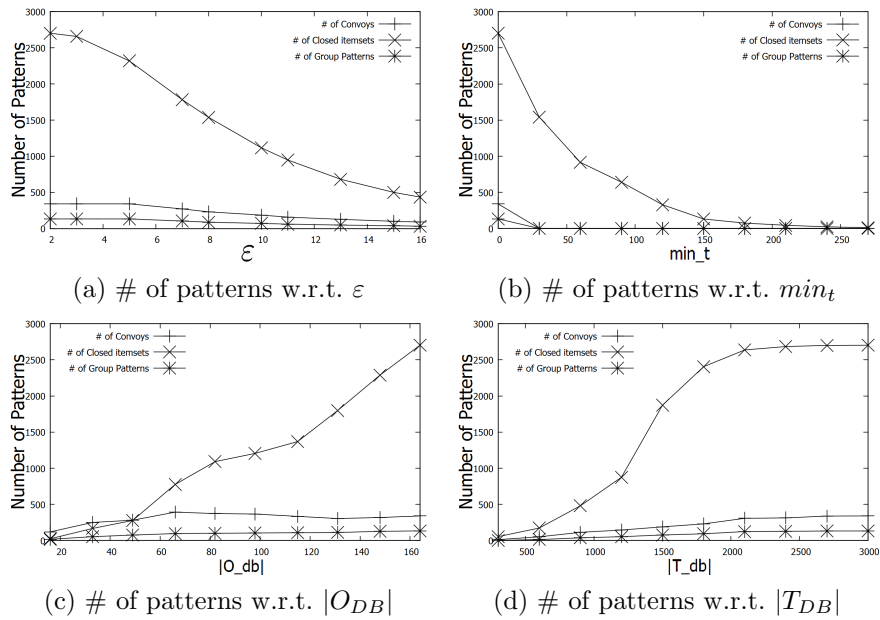 3000
2500
2000
1500
1000
500
0
Number of Patterns
# of Convoys
# of Closed itemsets
# of Group Patterns
2 4 6 8 10 12 14 16
ε
(a) # of patterns w.r.t. ε
3000
2500
2000
1500
1000
500
0
Number of Patterns
# of Convoys
# of Closed itemsets
# of Group Patterns
0 50 100 150 200 250
min_t
(b) # of patterns w.r.t. min_t
3000
2500
2000
1500
1000
500
0
Number of Patterns
# of Convoys
# of Closed itemsets
# of Group Patterns
20 40 60 80 100 120 140 160
|O_db|
(c) # of patterns w.r.t. |O_DB|
3000
2500
2000
1500
1000
500
0
Number of Patterns
# of Convoys
# of Closed itemsets
# of Group Patterns
500 1000 1500 2000 2500 3000
|T_db|
(d) # of patterns w.r.t. |T_DB|